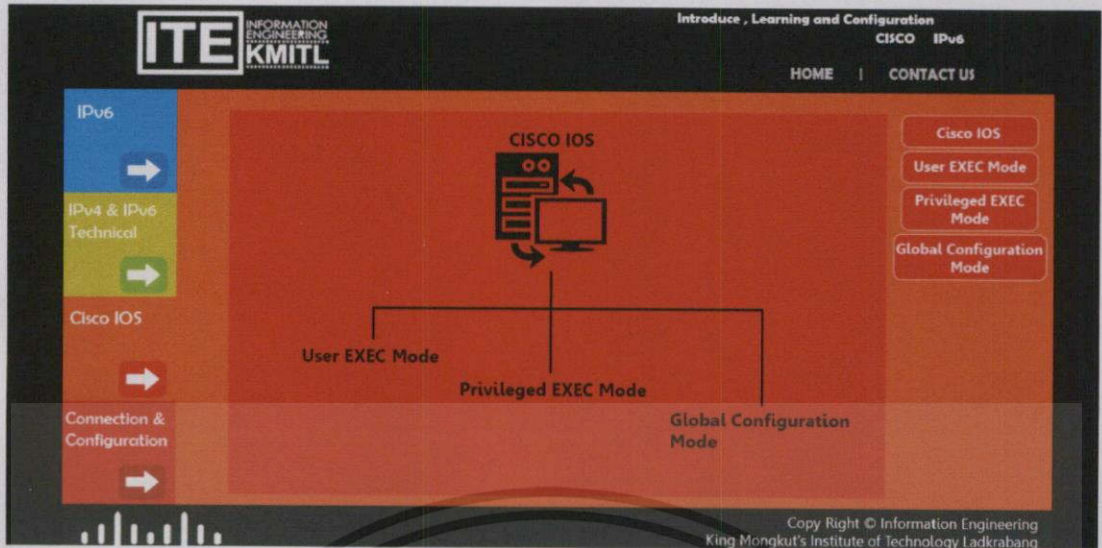 ITE INFORMATION
ENGINEERING
KMITL
Introduce , Learning and Configuration
CISCO IPv6
HOME | CONTACT US
IPv6
IPv4 & IPv6
Technical
Cisco IOS
Connection &
Configuration
CISCO IOS
User EXEC Mode
Privileged EXEC Mode
Global Configuration
Mode
Cisco IOS
User EXEC Mode
Privileged EXEC
Mode
Global Configuration
Mode
Copy Right © Information Engineering
King Mongkut's Institute of Technology Ladkrabang